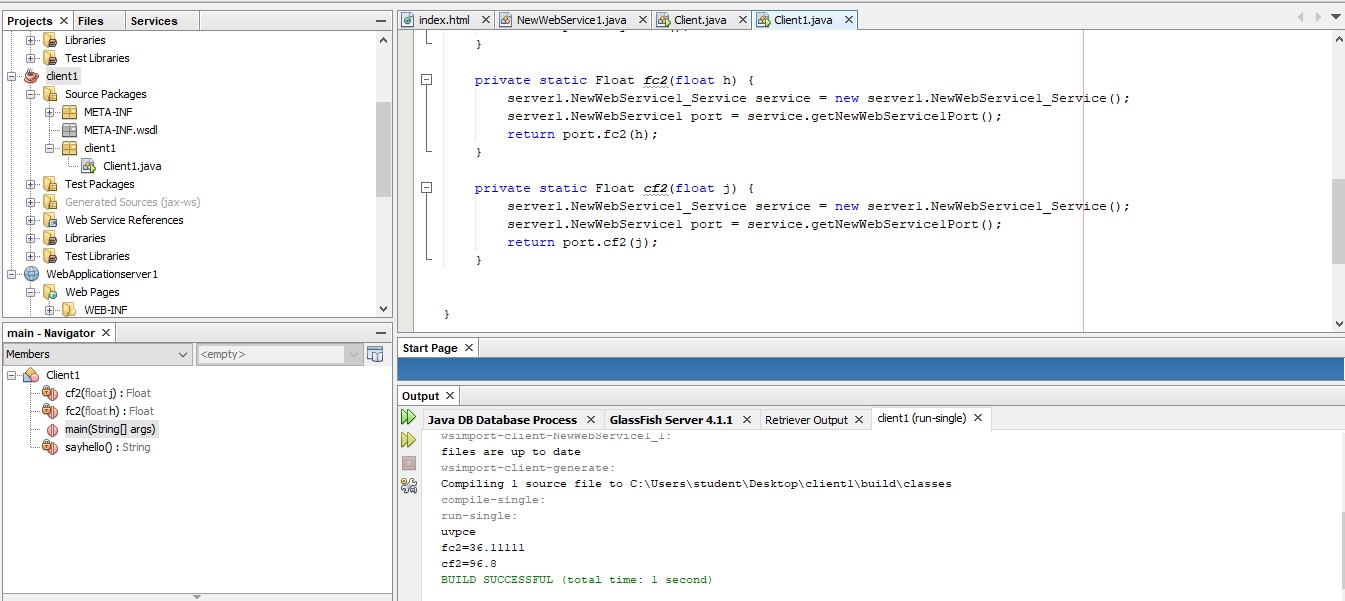 Projects Files Services
Libraries
Test Libraries
client1
Source Packages
META-INF
META-INF.wsdl
client1
Client1.java
Test Packages
Generated Sources (jax-ws)
Web Service References
Libraries
Test Libraries
WebApplicationserver1
Web Pages
WEB-INF
main - Navigator
Members <empty>
Client1
cf2(float j) : Float
fc2(float h) : Float
main(String[] args)
sayhello() : String
index.html NewWebService1.java Client.java Client1.java
}
private static Float fc2(float h) {
server1.NewWebService1_Service service = new server1.NewWebService1_Service();
server1.NewWebService1 port = service.getNewWebService1Port();
return port.fc2(h);
}
private static Float cf2(float j) {
server1.NewWebService1_Service service = new server1.NewWebService1_Service();
server1.NewWebService1 port = service.getNewWebService1Port();
return port.cf2(j);
}
}
Start Page
Output
Java DB Database Process GlassFish Server 4.1.1 Retriever Output client1 (run-single)
wsimport-client-NewWebService1_1:
files are up to date
wsimport-client-generate:
Compiling 1 source file to C:\Users\student\Desktop\client1\build\classes
compile-single:
run-single:
uvpce
fc2=36.11111
cf2=96.8
BUILD SUCCESSFUL (total time: 1 second)